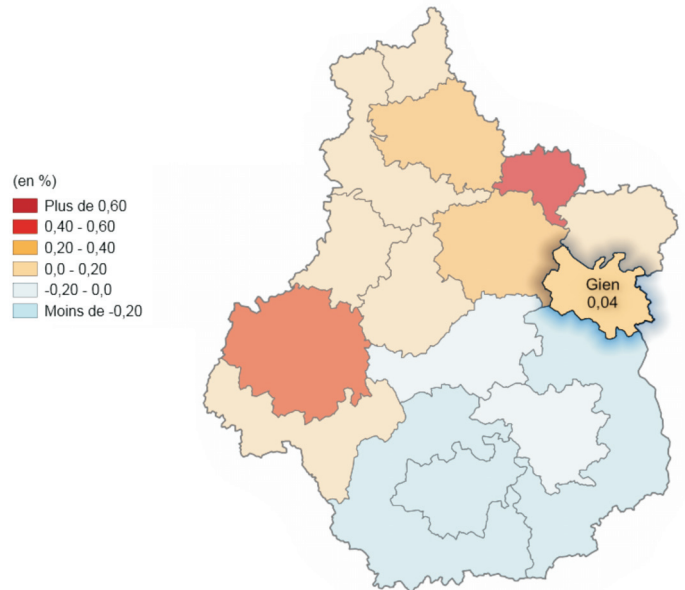 (en %)
Plus de 0,60
0,40 - 0,60
0,20 - 0,40
0,0 - 0,20
-0,20 - 0,0
Moins de -0,20
Gien
0,04